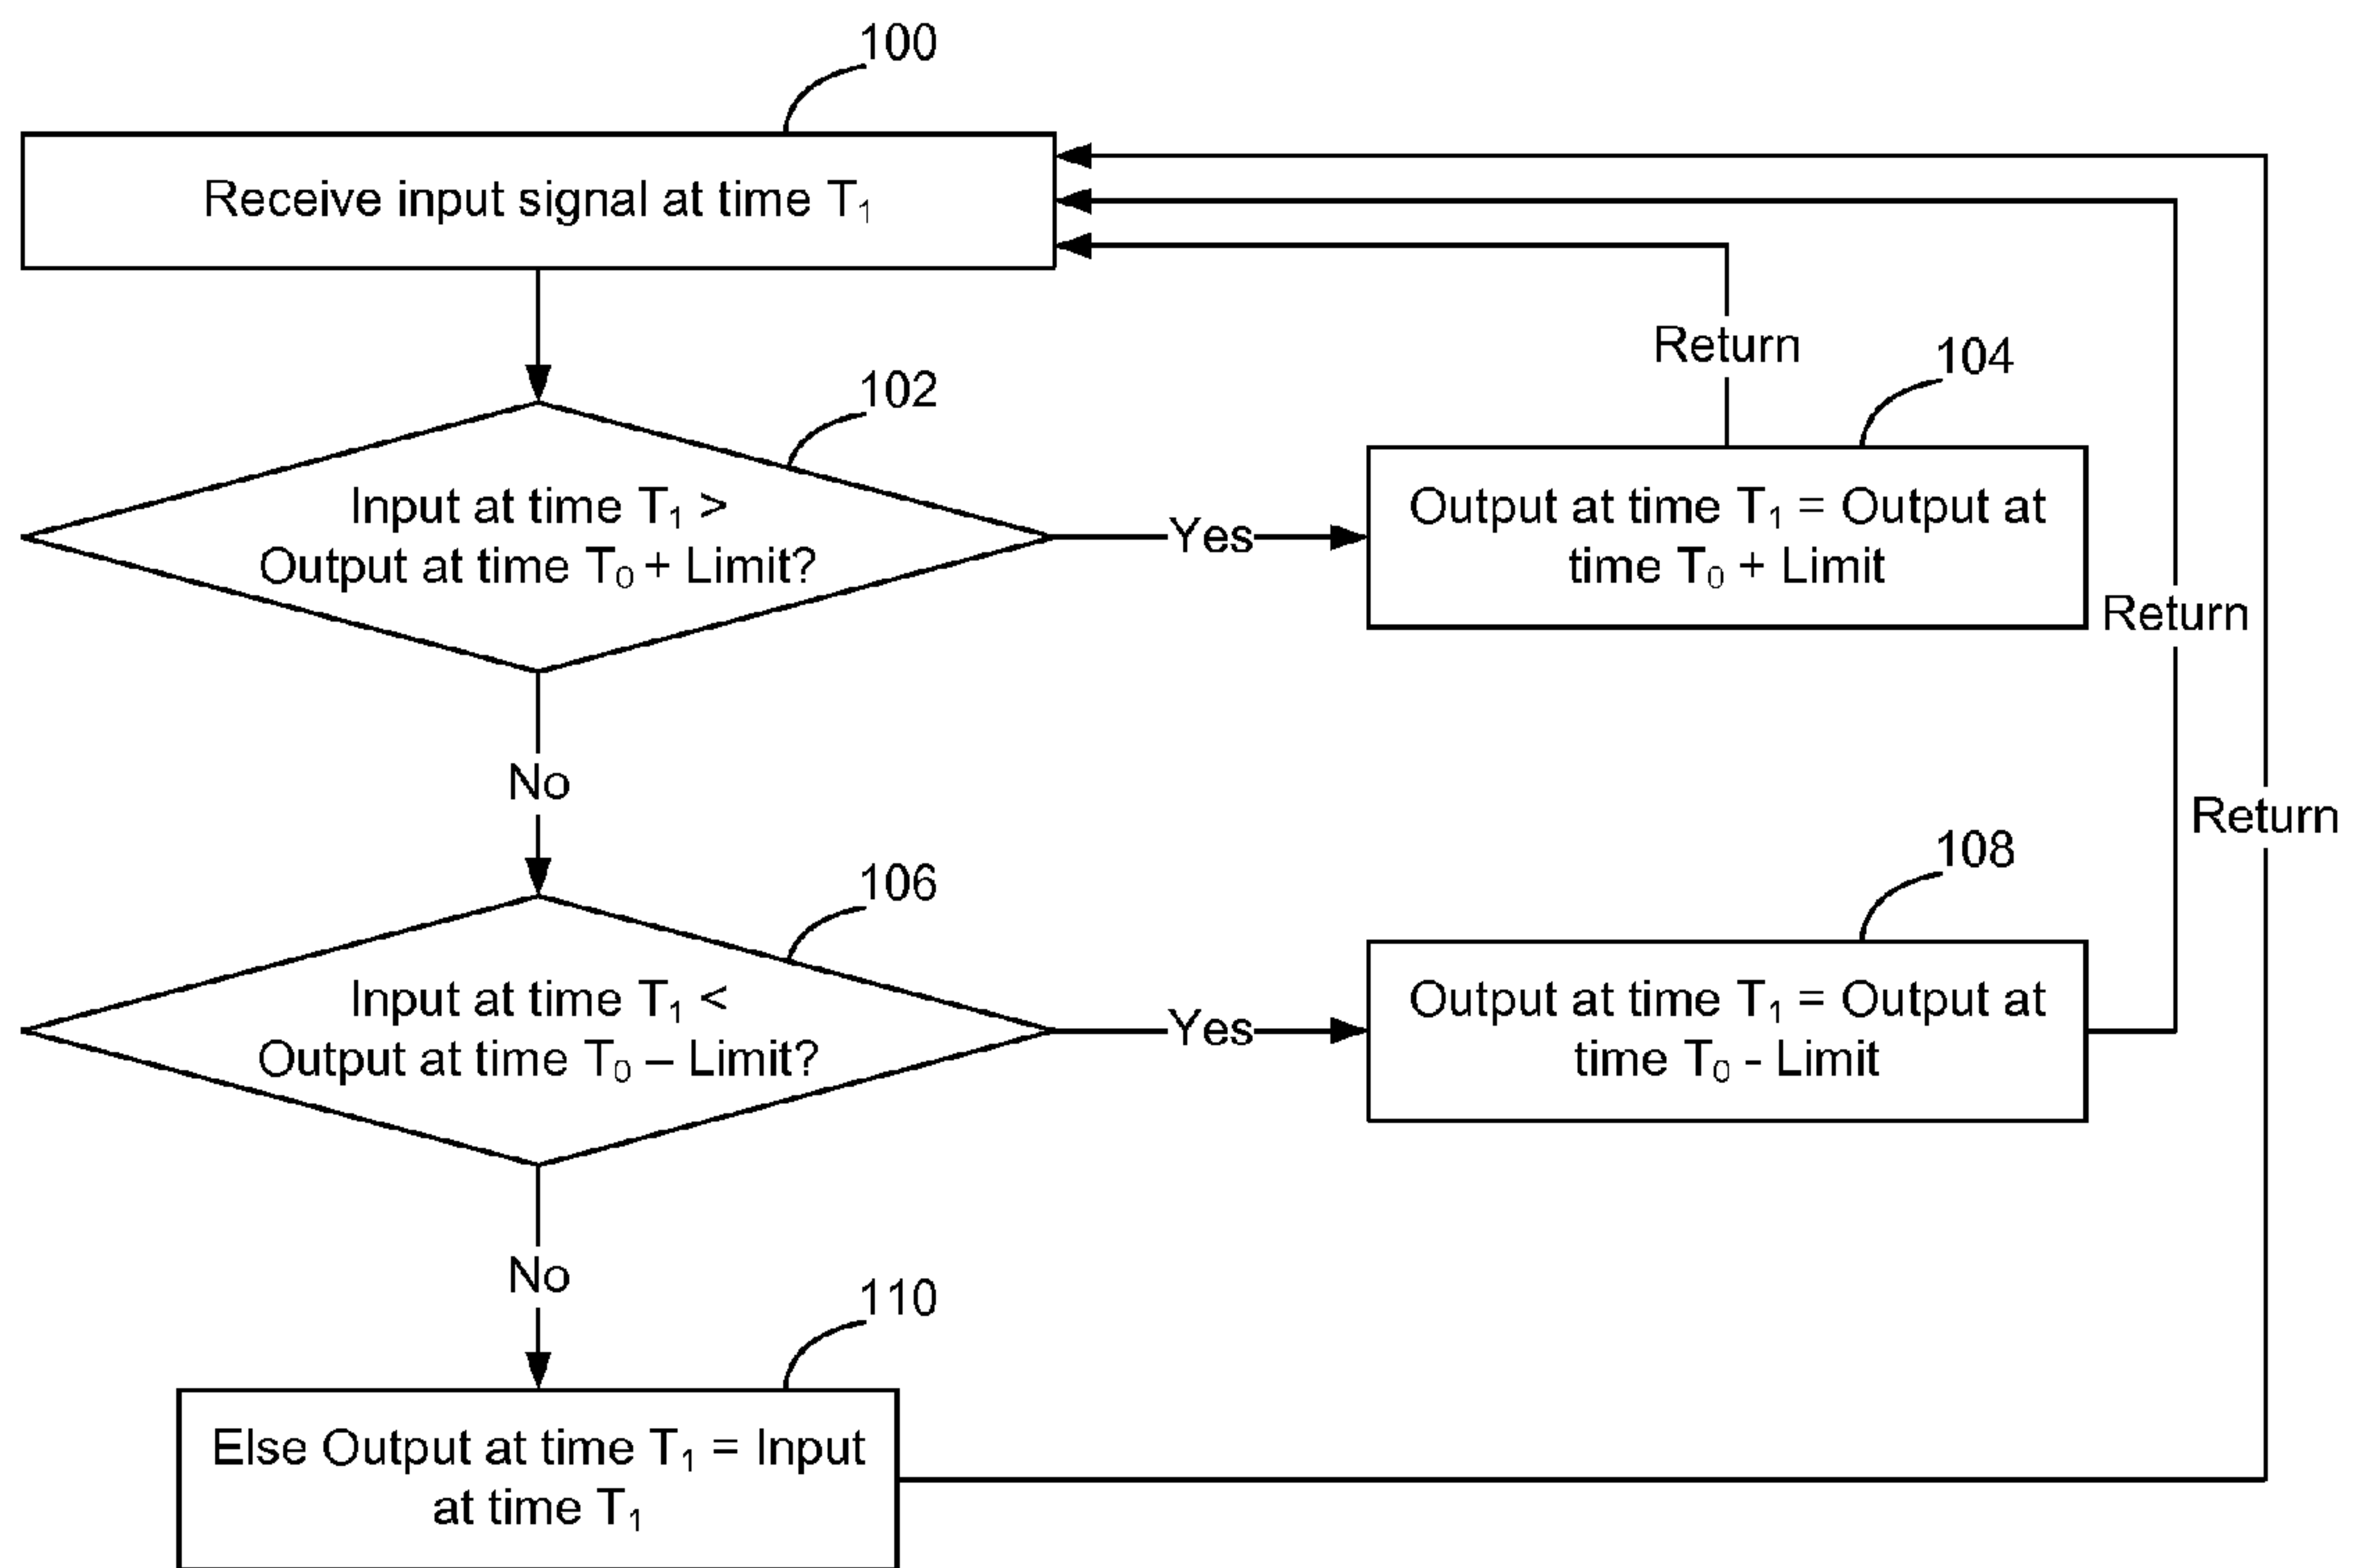 100
Receive input signal at time T₁
Return
102
104
Input at time T₁ >
Output at time T₀ + Limit?
Yes
Output at time T₁ = Output at
time T₀ + Limit
Return
No
Return
106
108
Input at time T₁ <
Output at time T₀ – Limit?
Yes
Output at time T₁ = Output at
time T₀ - Limit
No
110
Else Output at time T₁ = Input
at time T₁